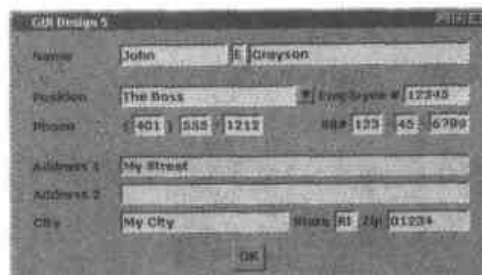 GUI Design 5
Name John E Grayson
Position The Boss Employee # 12345
Phone ( 401 ) 555 - 1212 SS# 123 - 45 - 6789
Address 1 My Street
Address 2
City My City State RI Zip 01234
OK